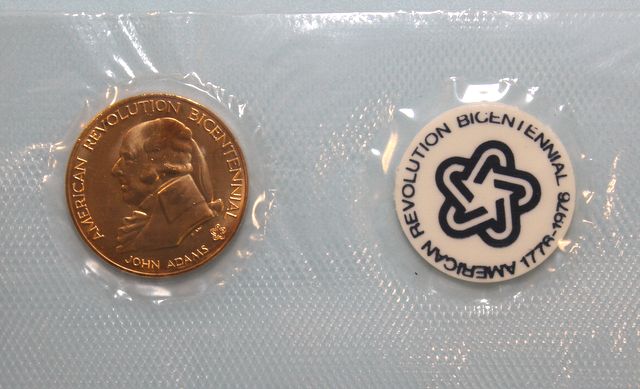 AMERICAN REVOLUTION BICENTENNIAL
JOHN ADAMS
AMERICAN REVOLUTION BICENTENNIAL
1776-1976